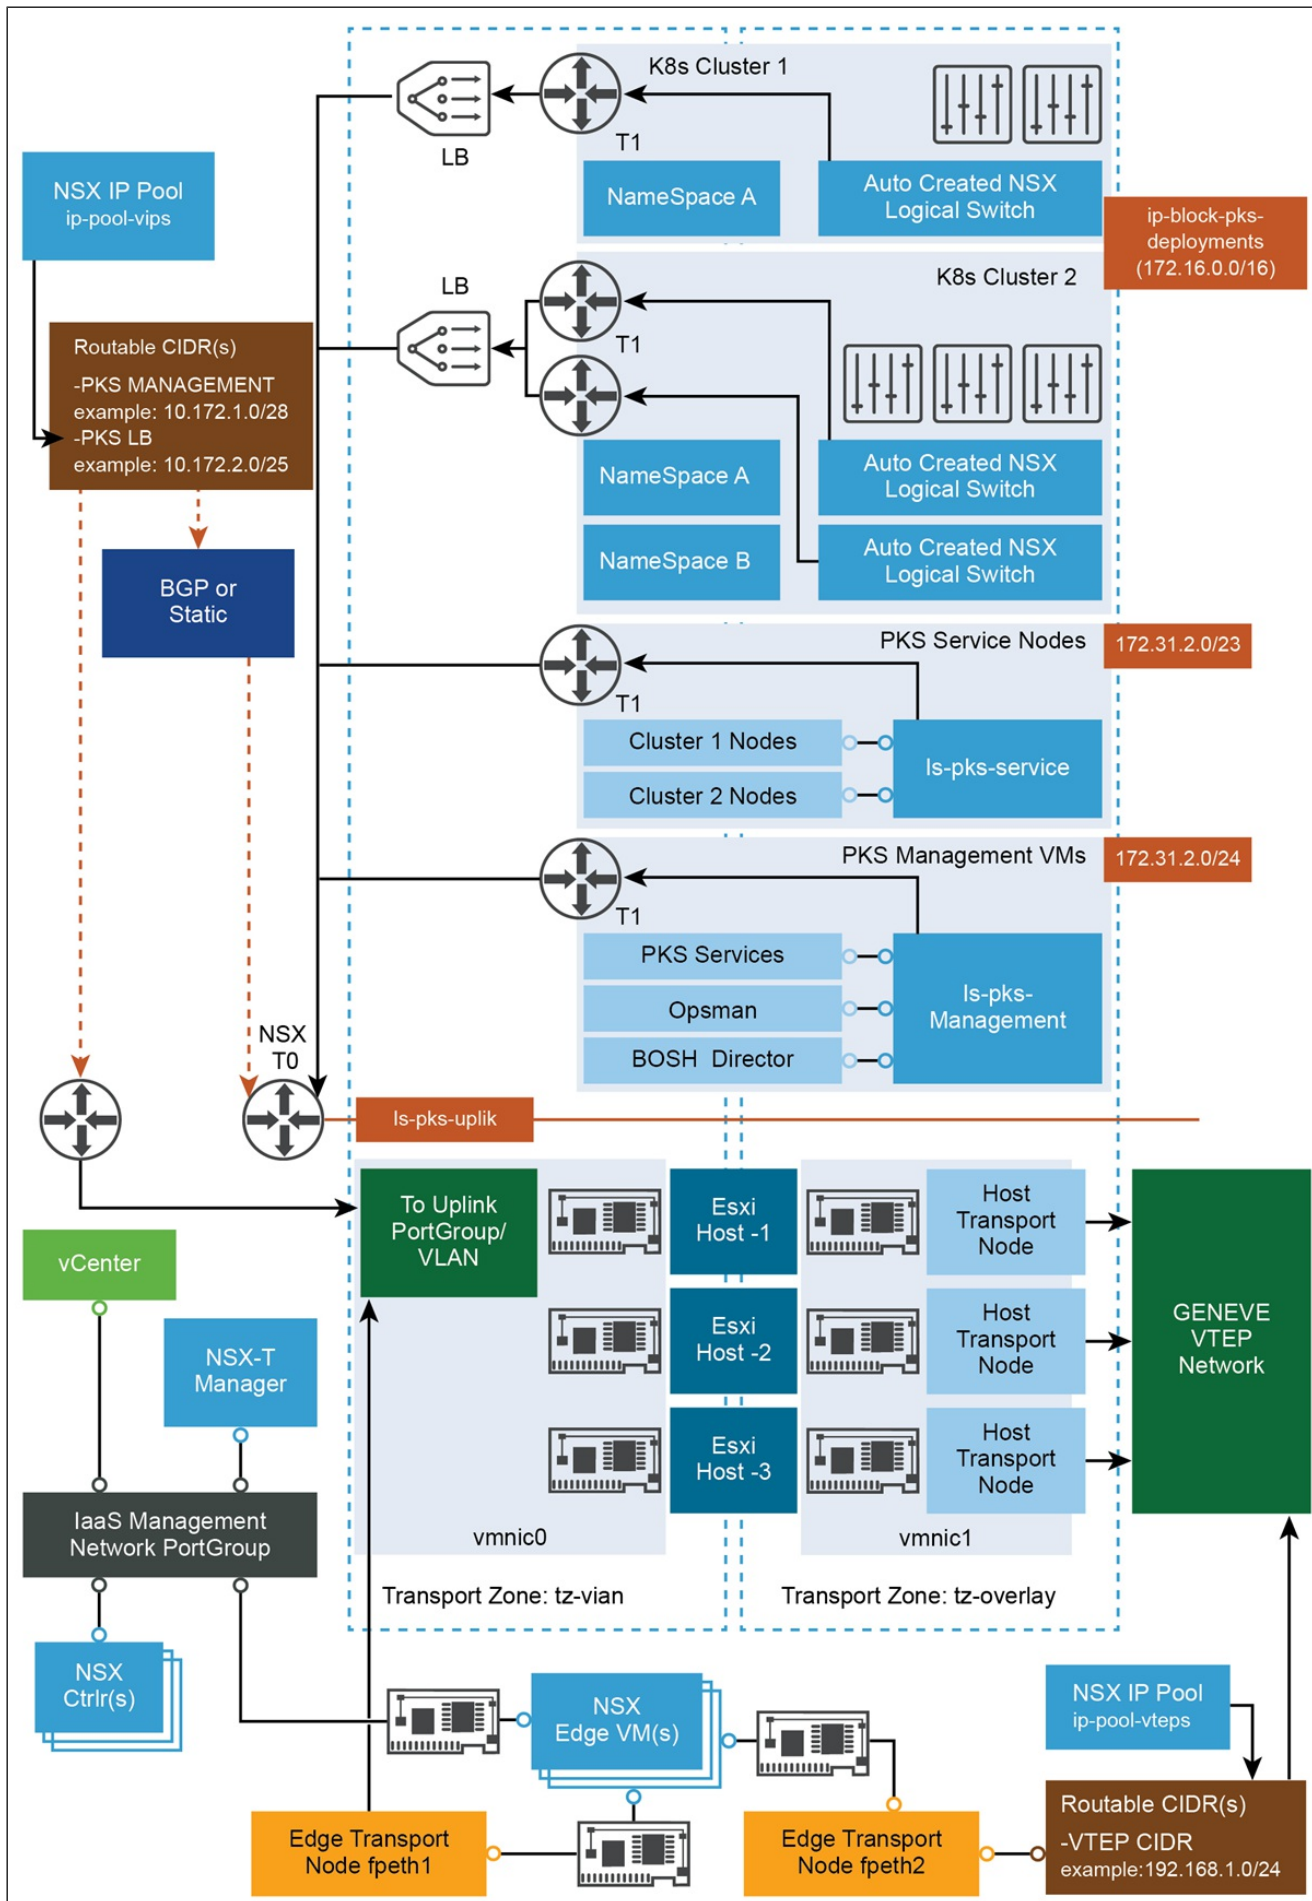 K8s Cluster 1
LB
T1
NSX IP Pool
ip-pool-vips
NameSpace A
Auto Created NSX
Logical Switch
ip-block-pks-
deployments
(172.16.0.0/16)
LB
K8s Cluster 2
T1
Routable CIDR(s)
-PKS MANAGEMENT
example: 10.172.1.0/28
-PKS LB
example: 10.172.2.0/25
NameSpace A
Auto Created NSX
Logical Switch
NameSpace B
Auto Created NSX
Logical Switch
BGP or
Static
PKS Service Nodes
172.31.2.0/23
T1
Cluster 1 Nodes
Cluster 2 Nodes
ls-pks-service
PKS Management VMs
172.31.2.0/24
T1
PKS Services
Opsman
BOSH Director
ls-pks-
Management
NSX
T0
ls-pks-uplik
To Uplink
PortGroup/
VLAN
Esxi
Host -1
Host
Transport
Node
vCenter
Esxi
Host -2
Host
Transport
Node
GENEVE
VTEP
Network
NSX-T
Manager
Esxi
Host -3
Host
Transport
Node
IaaS Management
Network PortGroup
vmnic0
vmnic1
Transport Zone: tz-vian
Transport Zone: tz-overlay
NSX
Ctrlr(s)
NSX
Edge VM(s)
NSX IP Pool
ip-pool-vteps
Edge Transport
Node fpeth1
Edge Transport
Node fpeth2
Routable CIDR(s)
-VTEP CIDR
example:192.168.1.0/24